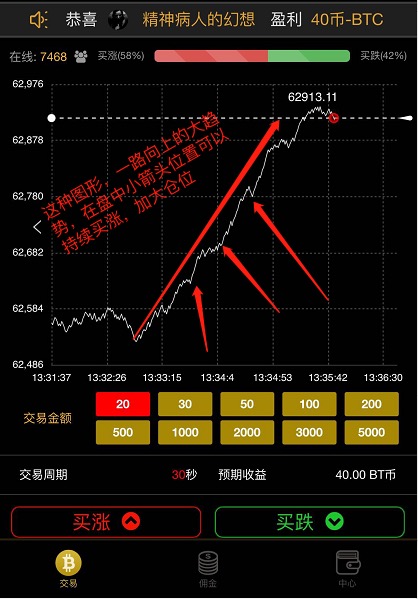 恭喜 精神病人的幻想 盈利 40币-BTC
在线: 7468 买涨(58%) 买跌(42%)
62,976
62913.11
62,878
62,780
62,682
62,584
62,486
这种图形，一路向上的大趋
势，在盘中小箭头位置可以
持续买涨，加大仓位
13:31:37 13:32:26 13:33:15 13:34:4 13:34:53 13:35:42 13:36:30
交易金额
20 30 50 100 200
500 1000 2000 3000 5000
交易周期 30秒 预期收益 40.00 BT币
买涨 买跌
交易 佣金 中心